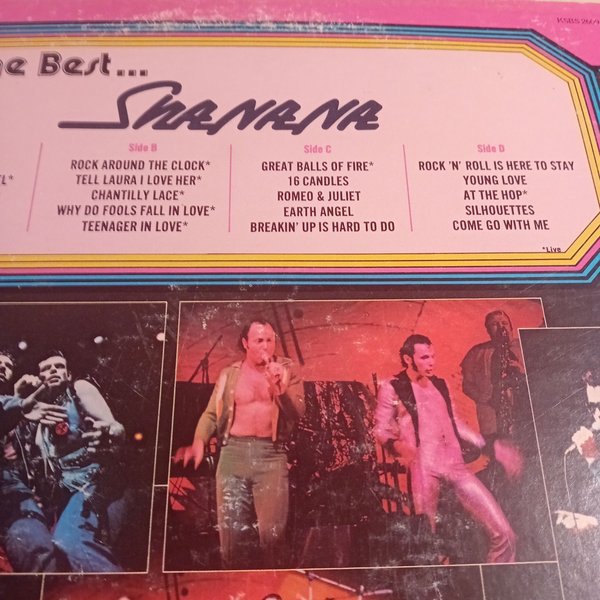 Best...
SHANANA
Side B
ROCK AROUND THE CLOCK*
TELL LAURA I LOVE HER*
CHANTILLY LACE*
WHY DO FOOLS FALL IN LOVE*
TEENAGER IN LOVE*
Side C
GREAT BALLS OF FIRE*
16 CANDLES
ROMEO & JULIET
EARTH ANGEL
BREAKIN' UP IS HARD TO DO
Side D
ROCK 'N' ROLL IS HERE TO STAY
YOUNG LOVE
AT THE HOP*
SILHOUETTES
COME GO WITH ME
*Live